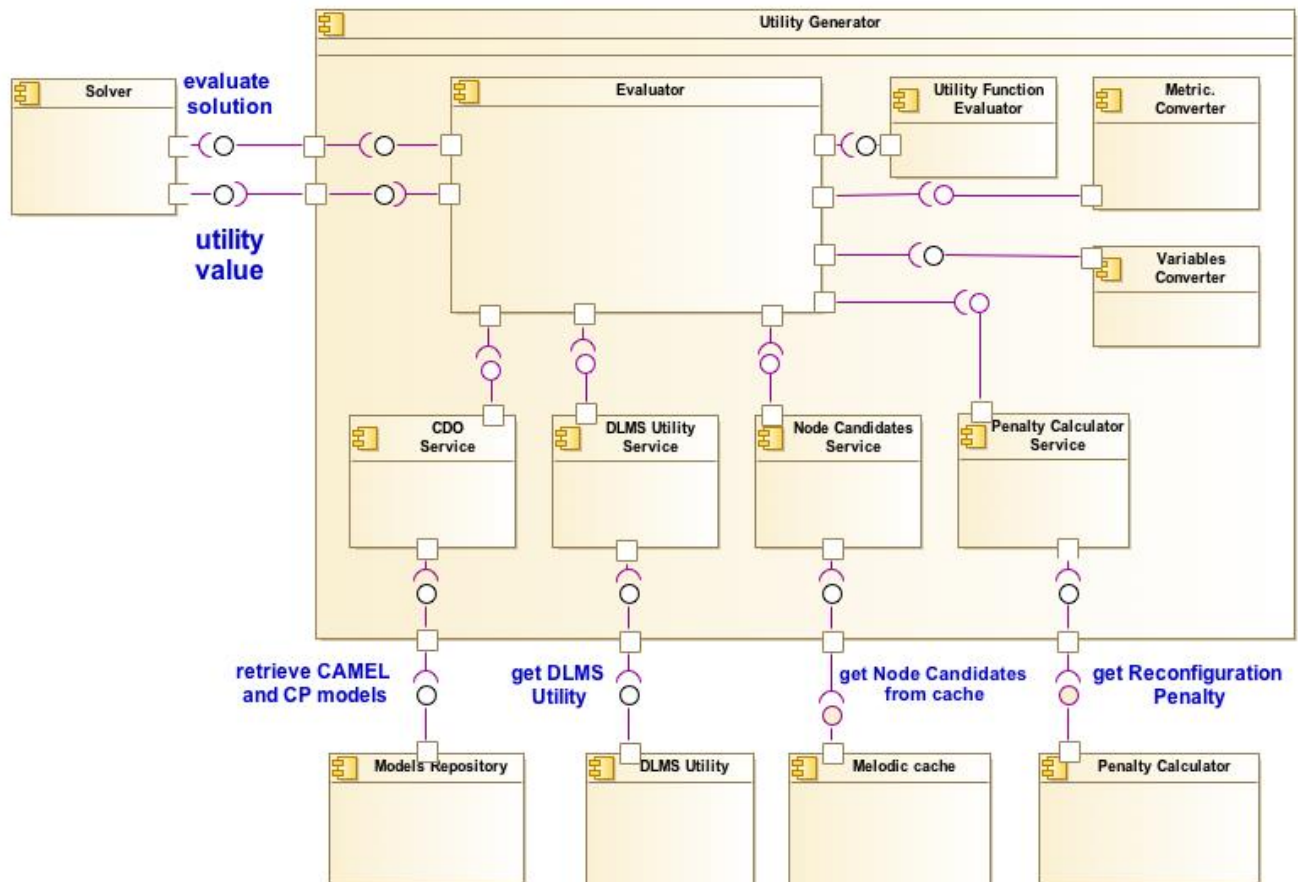 Utility Generator
Solver
evaluate
solution
utility
value
Evaluator
Utility Function
Evaluator
Metric.
Converter
Variables
Converter
CDO
Service
DLMS Utility
Service
Node Candidates
Service
Penalty Calculator
Service
retrieve CAMEL
and CP models
get DLMS
Utility
get Node Candidates
from cache
get Reconfiguration
Penalty
Models Repository
DLMS Utility
Melodic cache
Penalty Calculator